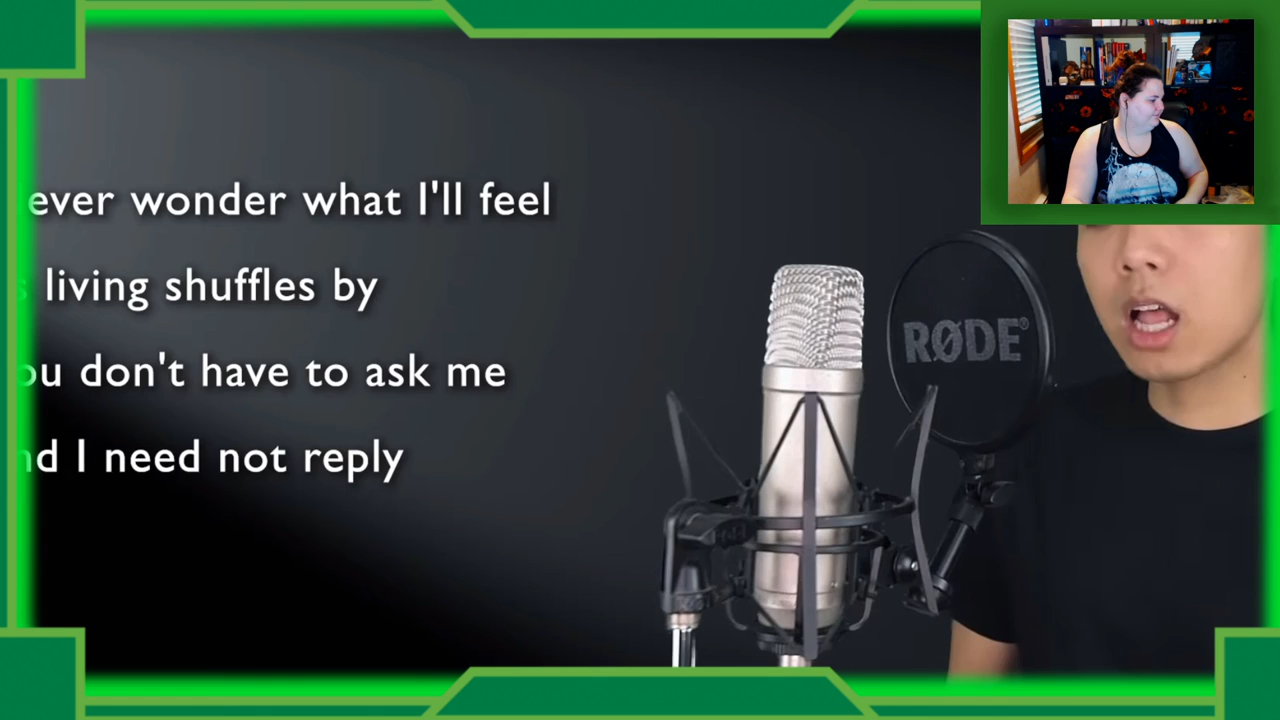 ever wonder what I'll feel
living shuffles by
ou don't have to ask me
nd I need not reply
RØDE®